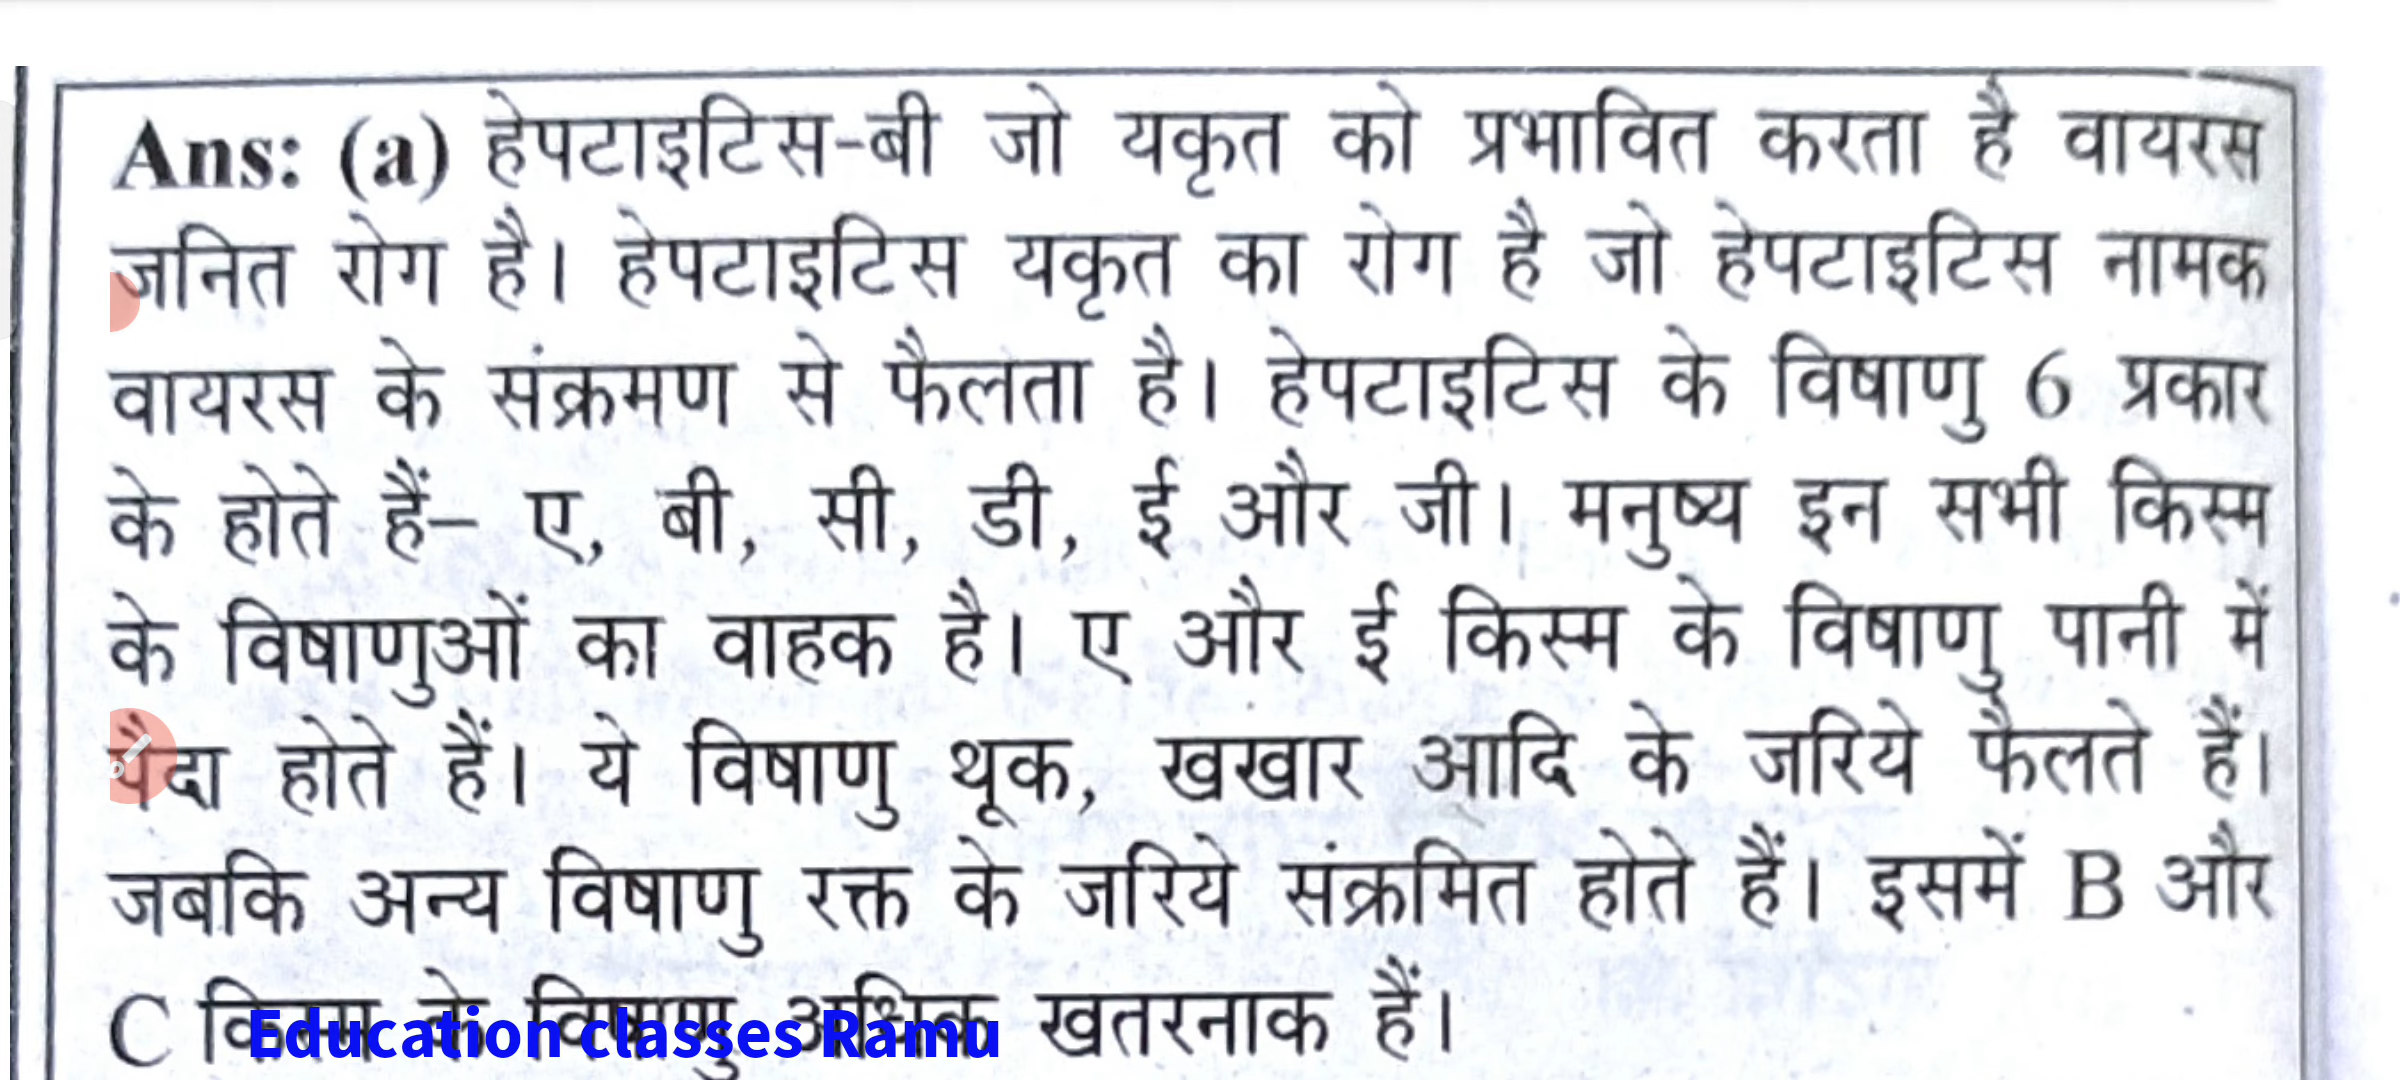 Ans: (a) हेपटाइटिस-बी जो यकृत को प्रभावित करता है वायरस
जनित रोग है। हेपटाइटिस यकृत का रोग है जो हेपटाइटिस नामक
वायरस के संक्रमण से फैलता है। हेपटाइटिस के विषाणु 6 प्रकार
के होते हैं– ए, बी, सी, डी, ई और जी। मनुष्य इन सभी किस्म
के विषाणुओं का वाहक है। ए और ई किस्म के विषाणु पानी में
पैदा होते हैं। ये विषाणु थूक, खखार आदि के जरिये फैलते हैं।
जबकि अन्य विषाणु रक्त के जरिये संक्रमित होते हैं। इसमें B और
C किस्म के विषाणु अधिक खतरनाक हैं।
Education classes Ramu